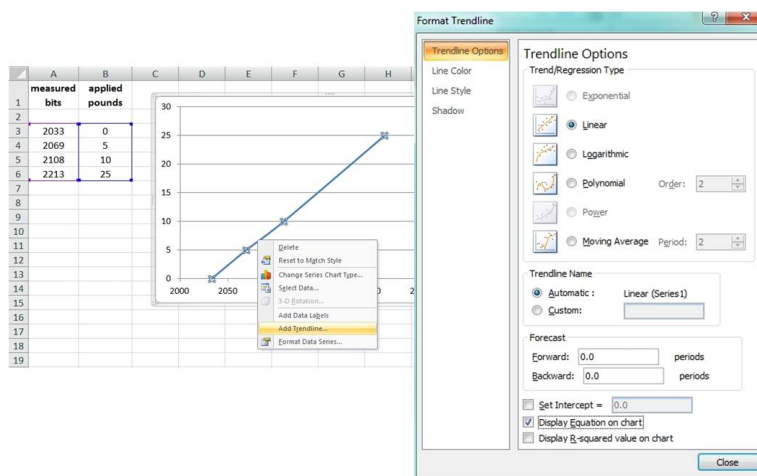 A B C D E F G H
measured applied
1 bits pounds
2
3 2033 0
4 2069 5
5 2108 10
6 2213 25
7
8
9
10
11
12
13
14
15
16
17
18
19
30
25
20
15
10
5
0
2000 2050
Delete
Reset to Match Style
Change Series Chart Type...
Select Data...
3-D Rotation...
Add Data Labels
Add Trendline...
Format Data Series...
Format Trendline
Trendline Options
Line Color
Line Style
Shadow
Trendline Options
Trend/Regression Type
Exponential
Linear
Logarithmic
Polynomial Order: 2
Power
Moving Average Period: 2
Trendline Name
Automatic : Linear (Series1)
Custom:
Forecast
Forward: 0.0 periods
Backward: 0.0 periods
Set Intercept = 0.0
Display Equation on chart
Display R-squared value on chart
Close